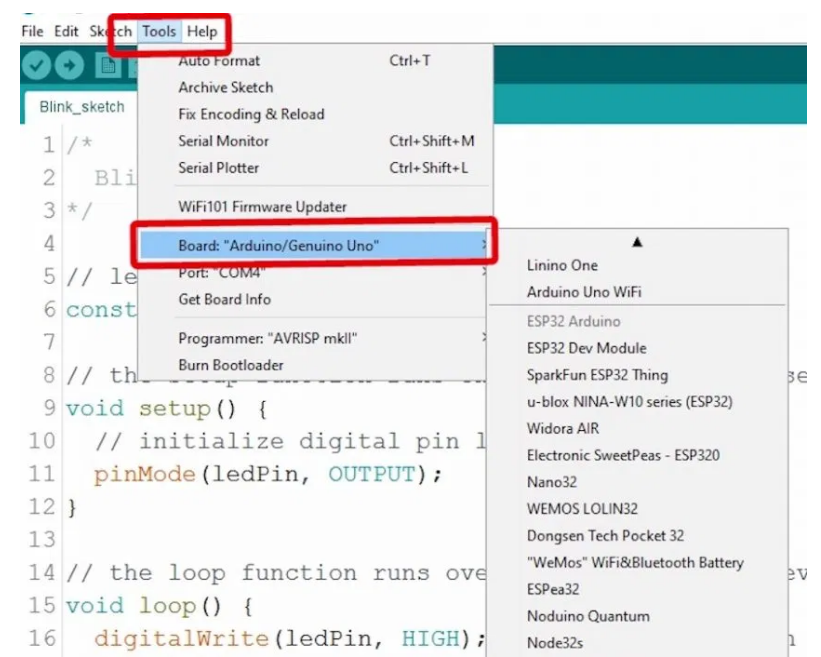 File Edit Sketch Tools Help
Auto Format Ctrl+T
Archive Sketch
Fix Encoding & Reload
Serial Monitor Ctrl+Shift+M
Serial Plotter Ctrl+Shift+L
WiFi101 Firmware Updater
Board: "Arduino/Genuino Uno"
Port: "COM4"
Get Board Info
Programmer: "AVRISP mkII"
Burn Bootloader
Linino One
Arduino Uno WiFi
ESP32 Arduino
ESP32 Dev Module
SparkFun ESP32 Thing
u-blox NINA-W10 series (ESP32)
Widora AIR
Electronic SweetPeas - ESP320
Nano32
WEMOS LOLIN32
Dongsen Tech Pocket 32
"WeMos" WiFi&Bluetooth Battery
ESPea32
Noduino Quantum
Node32s
Blink_sketch
1 /*
2 Bli
3 */
4
5 // le
6 const
7
8 // the setup function runs
9 void setup() {
10 // initialize digital pin l
11 pinMode(ledPin, OUTPUT);
12 }
13
14 // the loop function runs ove
15 void loop() {
16 digitalWrite(ledPin, HIGH);